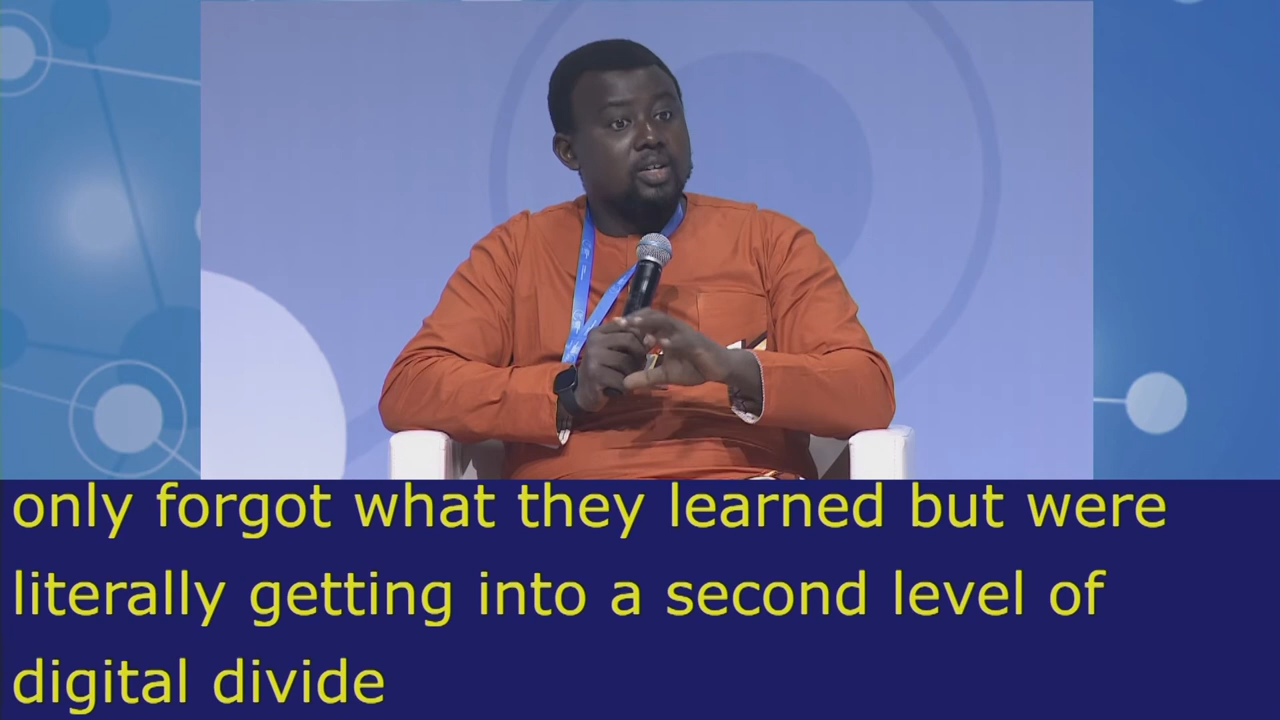 only forgot what they learned but were
literally getting into a second level of
digital divide